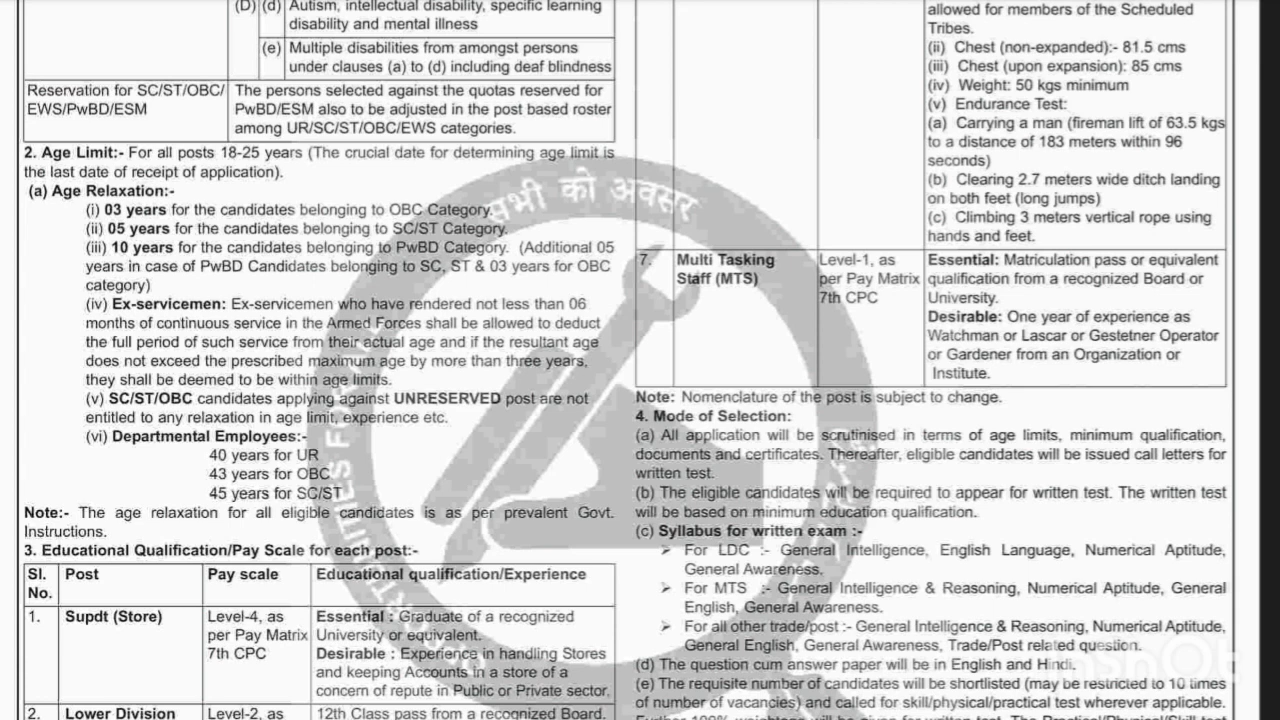 (D) (d) Autism, intellectual disability, specific learning
disability and mental illness
(e) Multiple disabilities from amongst persons
under clauses (a) to (d) including deaf blindness
Reservation for SC/ST/OBC/ The persons selected against the quotas reserved for
EWS/PwBD/ESM PwBD/ESM also to be adjusted in the post based roster
among UR/SC/ST/OBC/EWS categories.
2. Age Limit:- For all posts 18-25 years (The crucial date for determining age limit is
the last date of receipt of application).
(a) Age Relaxation:-
(i) 03 years for the candidates belonging to OBC Category.
(ii) 05 years for the candidates belonging to SC/ST Category.
(iii) 10 years for the candidates belonging to PwBD Category. (Additional 05
years in case of PwBD Candidates belonging to SC, ST & 03 years for OBC
category)
(iv) Ex-servicemen: Ex-servicemen who have rendered not less than 06
months of continuous service in the Armed Forces shall be allowed to deduct
the full period of such service from their actual age and if the resultant age
does not exceed the prescribed maximum age by more than three years,
they shall be deemed to be within age limits.
(v) SC/ST/OBC candidates applying against UNRESERVED post are not
entitled to any relaxation in age limit, experience etc.
(vi) Departmental Employees:-
40 years for UR
43 years for OBC
45 years for SC/ST
Note:- The age relaxation for all eligible candidates is as per prevalent Govt.
Instructions.
3. Educational Qualification/Pay Scale for each post:-
Sl. Post Pay scale Educational qualification/Experience
No.
1. Supdt (Store) Level-4, as Essential : Graduate of a recognized
per Pay Matrix University or equivalent.
7th CPC Desirable : Experience in handling Stores
and keeping Accounts in a store of a
concern of repute in Public or Private sector.
2. Lower Division Level-2, as 12th Class pass from a recognized Board.
allowed for members of the Scheduled
Tribes.
(ii) Chest (non-expanded):- 81.5 cms
(iii) Chest (upon expansion): 85 cms
(iv) Weight: 50 kgs minimum
(v) Endurance Test:
(a) Carrying a man (fireman lift of 63.5 kgs
to a distance of 183 meters within 96
seconds)
(b) Clearing 2.7 meters wide ditch landing
on both feet (long jumps)
(c) Climbing 3 meters vertical rope using
hands and feet.
7. Multi Tasking Level-1, as Essential: Matriculation pass or equivalent
Staff (MTS) per Pay Matrix qualification from a recognized Board or
7th CPC University.
Desirable: One year of experience as
Watchman or Lascar or Gestetner Operator
or Gardener from an Organization or
Institute.
Note: Nomenclature of the post is subject to change.
4. Mode of Selection:
(a) All application will be scrutinised in terms of age limits, minimum qualification,
documents and certificates. Thereafter, eligible candidates will be issued call letters for
written test.
(b) The eligible candidates will be required to appear for written test. The written test
will be based on minimum education qualification.
(c) Syllabus for written exam :-
➢ For LDC :- General Intelligence, English Language, Numerical Aptitude,
General Awareness.
➢ For MTS :- General Intelligence & Reasoning, Numerical Aptitude, General
English, General Awareness.
➢ For all other trade/post :- General Intelligence & Reasoning, Numerical Aptitude,
General English, General Awareness, Trade/Post related question.
(d) The question cum answer paper will be in English and Hindi.
(e) The requisite number of candidates will be shortlisted (may be restricted to 10 times
of number of vacancies) and called for skill/physical/practical test wherever applicable.
सभी को अवसर